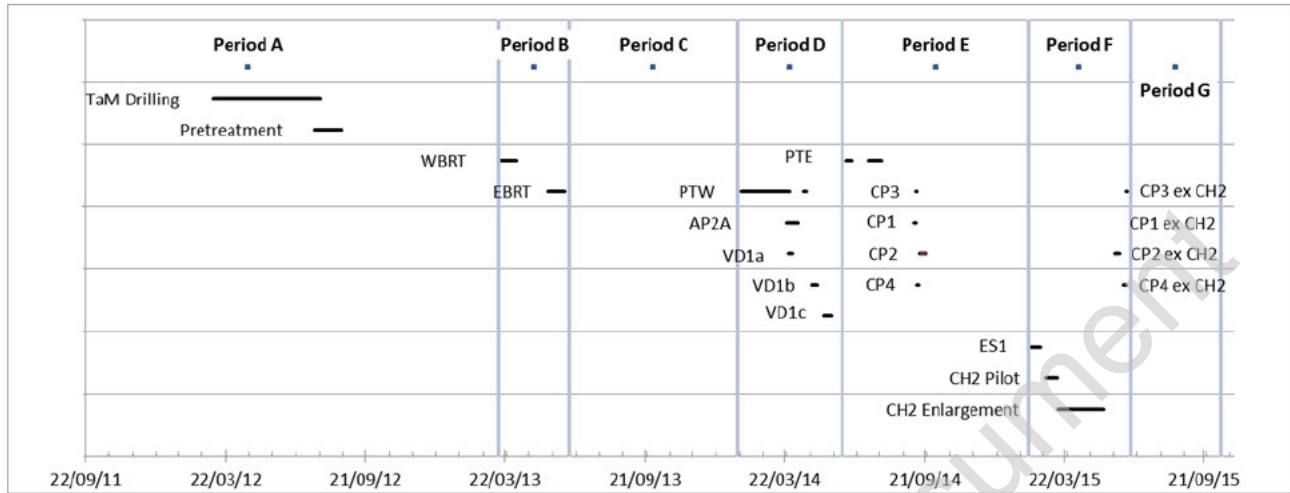 Period A Period B Period C Period D Period E Period F
Period G
TaM Drilling
Pretreatment
WBRT PTE
EBRT PTW CP3 CP3 ex CH2
AP2A CP1 CP1 ex CH2
VD1a CP2 CP2 ex CH2
VD1b CP4 CP4 ex CH2
VD1c
ES1
CH2 Pilot
CH2 Enlargement
22/09/11 22/03/12 21/09/12 22/03/13 21/09/13 22/03/14 21/09/14 22/03/15 21/09/15